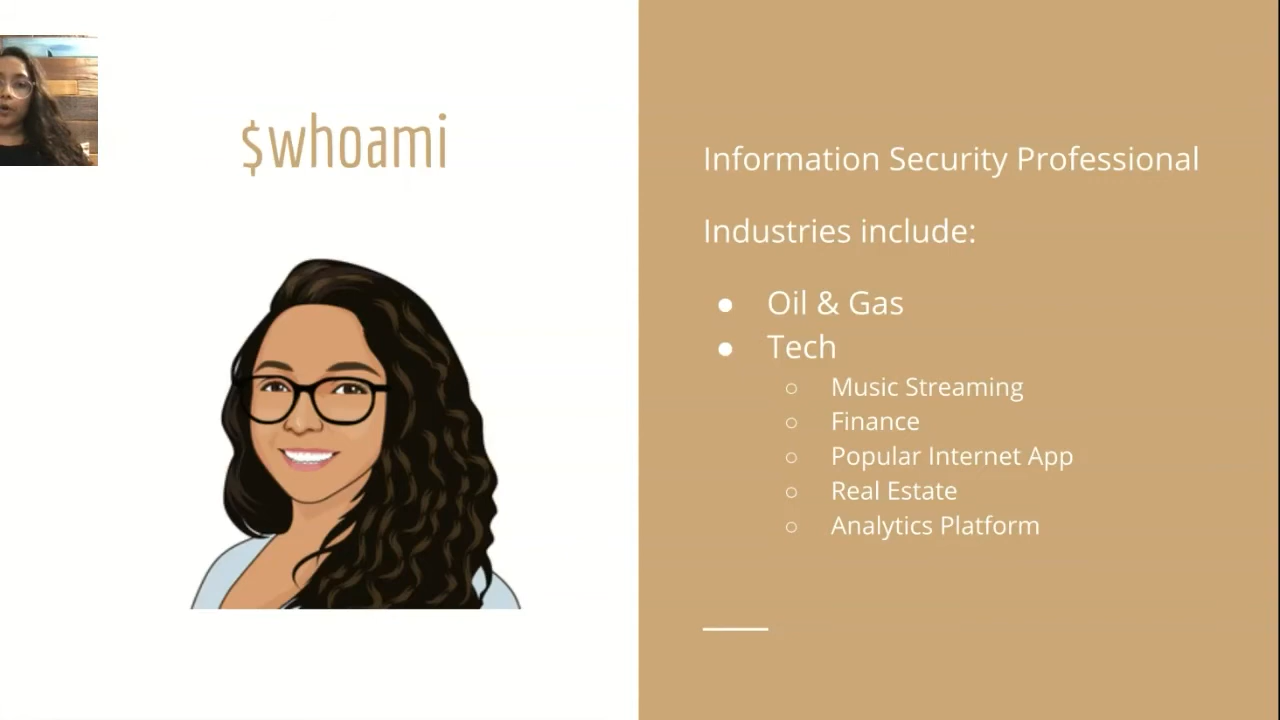 $whoami
Information Security Professional
Industries include:
● Oil & Gas
● Tech
○ Music Streaming
○ Finance
○ Popular Internet App
○ Real Estate
○ Analytics Platform